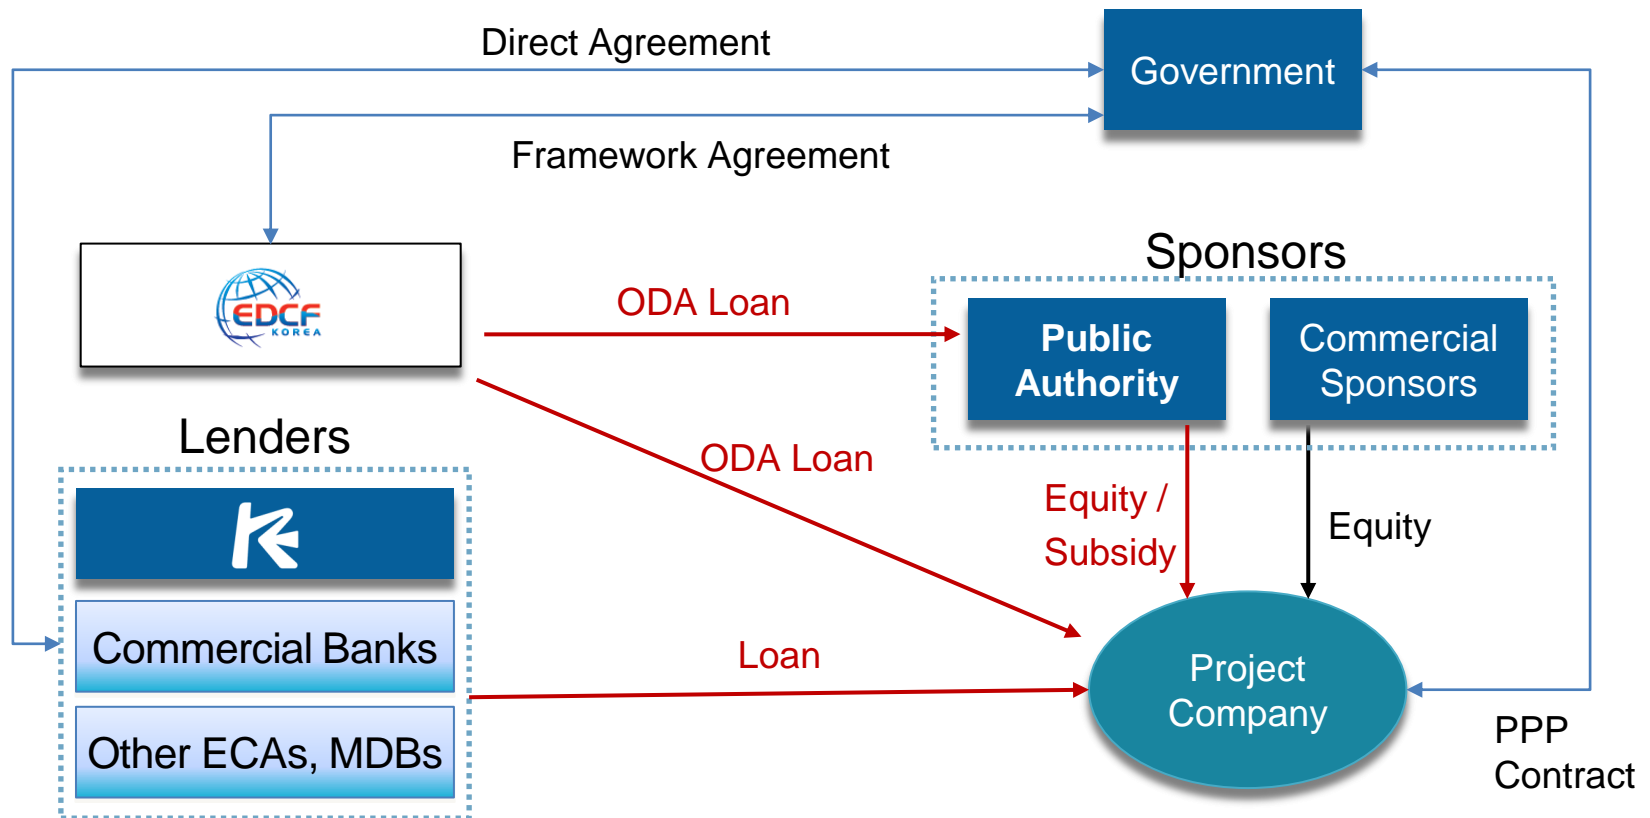 Direct Agreement
Government
Framework Agreement
Sponsors
EDCF
KOREA
ODA Loan
Public
Authority
Commercial
Sponsors
Lenders
ODA Loan
Equity /
Subsidy
Equity
Commercial Banks
Loan
Project
Company
Other ECAs, MDBs
PPP
Contract